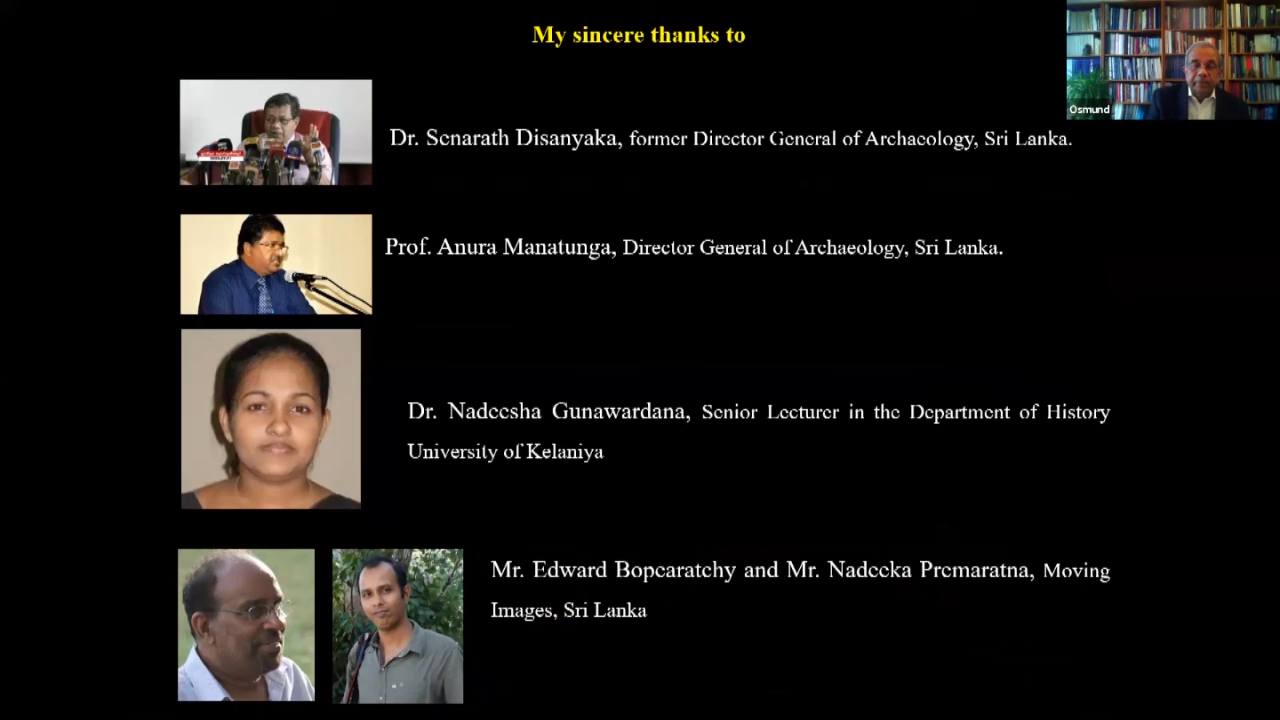 My sincere thanks to
Osmund
Dr. Senarath Disanyaka, former Director General of Archaeology, Sri Lanka.
Prof. Anura Manatunga, Director General of Archaeology, Sri Lanka.
Dr. Nadeesha Gunawardana, Senior Lecturer in the Department of History
University of Kelaniya
Mr. Edward Bopearatchy and Mr. Nadeeka Premaratna, Moving
Images, Sri Lanka